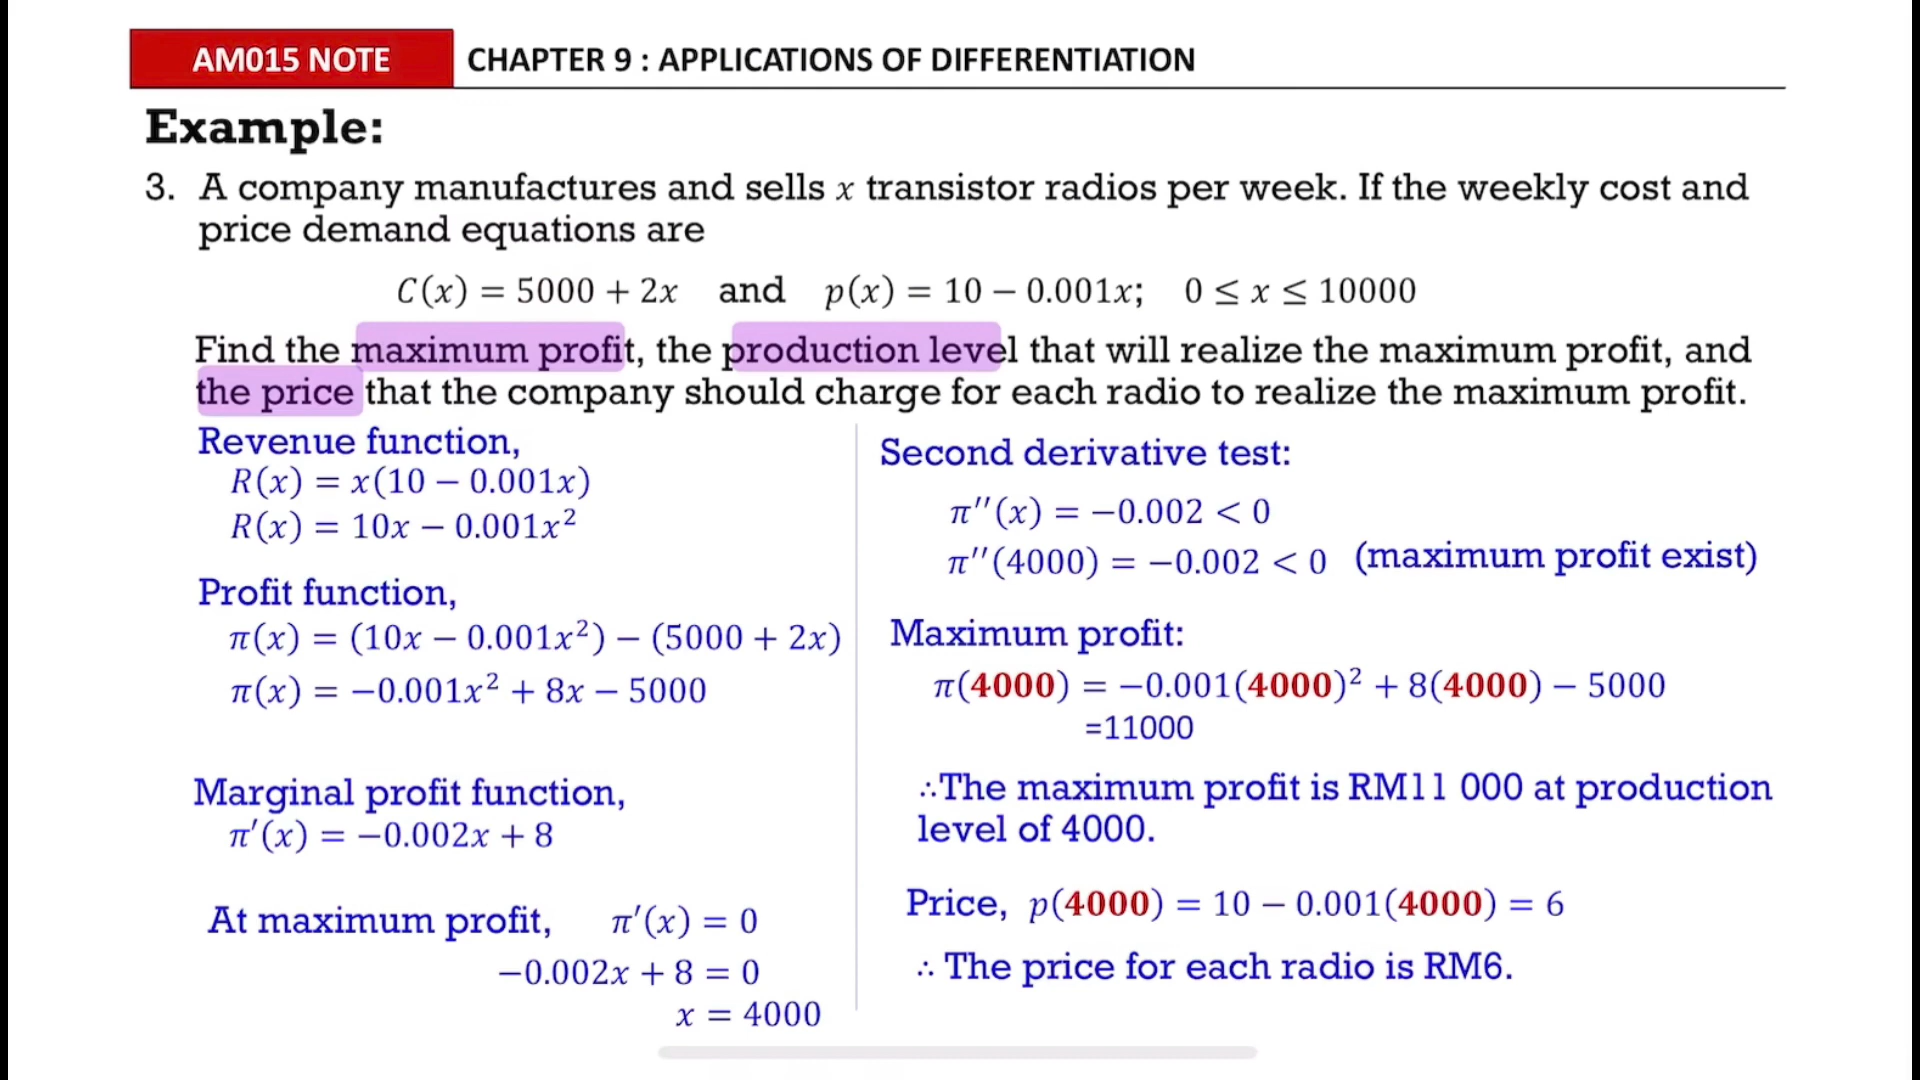 AM015 NOTE
CHAPTER 9 : APPLICATIONS OF DIFFERENTIATION
Example:
3. A company manufactures and sells x transistor radios per week. If the weekly cost and
price demand equations are
C(x) = 5000 + 2x and p(x) = 10 − 0.001x; 0 ≤ x ≤ 10000
Find the maximum profit, the production level that will realize the maximum profit, and
the price that the company should charge for each radio to realize the maximum profit.
Revenue function,
R(x) = x(10 − 0.001x)
R(x) = 10x − 0.001x²
Profit function,
π(x) = (10x − 0.001x²) − (5000 + 2x)
π(x) = −0.001x² + 8x − 5000
Marginal profit function,
π′(x) = −0.002x + 8
At maximum profit, π′(x) = 0
−0.002x + 8 = 0
x = 4000
Second derivative test:
π′′(x) = −0.002 < 0
π′′(4000) = −0.002 < 0 (maximum profit exist)
Maximum profit:
π(4000) = −0.001(4000)² + 8(4000) − 5000
=11000
∴The maximum profit is RM11 000 at production
level of 4000.
Price, p(4000) = 10 − 0.001(4000) = 6
∴ The price for each radio is RM6.